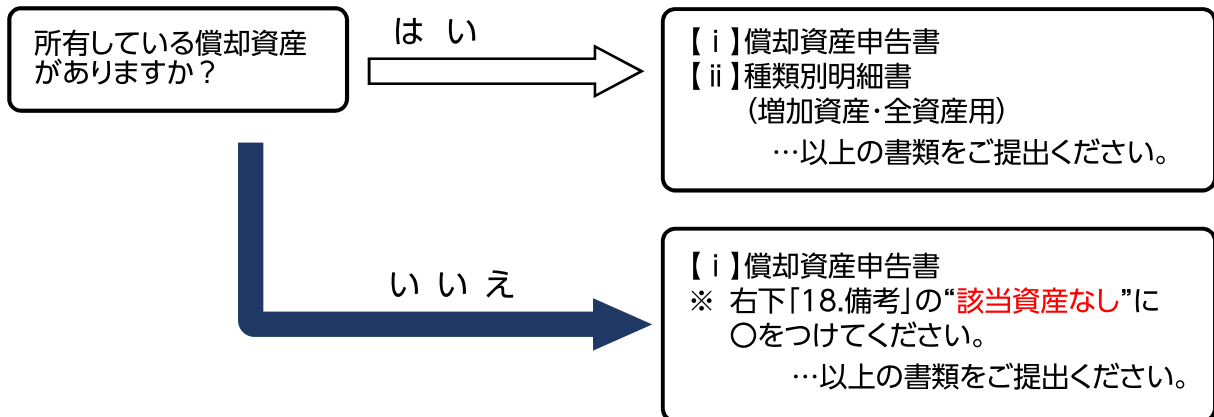 所有している償却資産
がありますか？
は い
【ⅰ】償却資産申告書
【ⅱ】種類別明細書
（増加資産・全資産用）
…以上の書類をご提出ください。
い い え
【ⅰ】償却資産申告書
※ 右下「18.備考」の“該当資産なし”に
〇をつけてください。
…以上の書類をご提出ください。